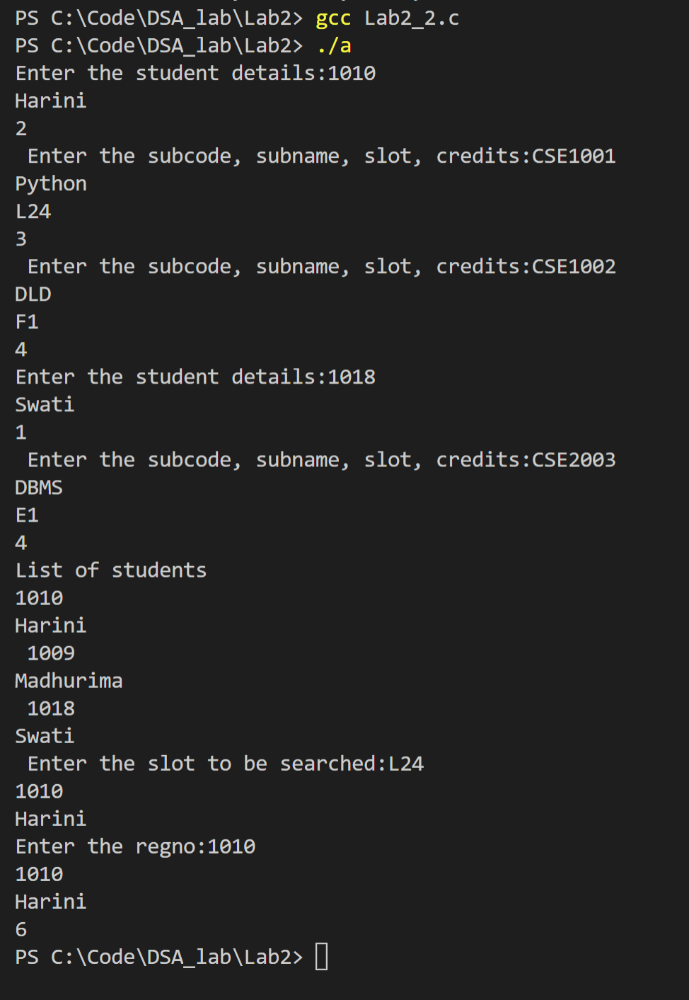 PS C:\Code\DSA_lab\Lab2> gcc Lab2_2.c
PS C:\Code\DSA_lab\Lab2> ./a
Enter the student details:1010
Harini
2
 Enter the subcode, subname, slot, credits:CSE1001
Python
L24
3
 Enter the subcode, subname, slot, credits:CSE1002
DLD
F1
4
Enter the student details:1018
Swati
1
 Enter the subcode, subname, slot, credits:CSE2003
DBMS
E1
4
List of students
1010
Harini
 1009
Madhurima
 1018
Swati
 Enter the slot to be searched:L24
1010
Harini
Enter the regno:1010
1010
Harini
6
PS C:\Code\DSA_lab\Lab2>